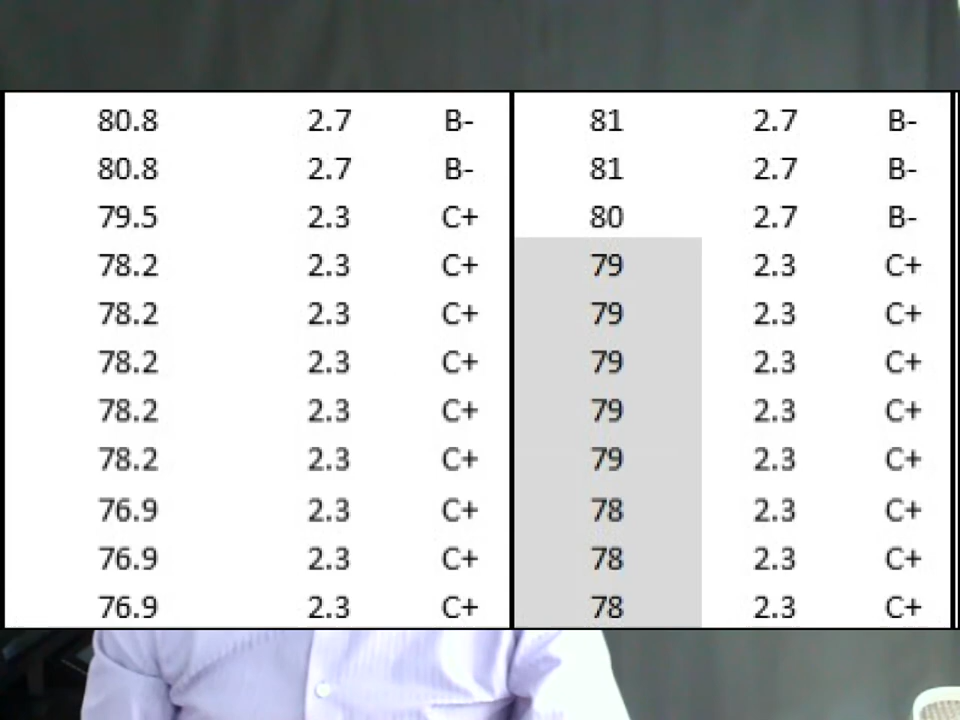 80.8 2.7 B- 81 2.7 B-
80.8 2.7 B- 81 2.7 B-
79.5 2.3 C+ 80 2.7 B-
78.2 2.3 C+ 79 2.3 C+
78.2 2.3 C+ 79 2.3 C+
78.2 2.3 C+ 79 2.3 C+
78.2 2.3 C+ 79 2.3 C+
78.2 2.3 C+ 79 2.3 C+
76.9 2.3 C+ 78 2.3 C+
76.9 2.3 C+ 78 2.3 C+
76.9 2.3 C+ 78 2.3 C+